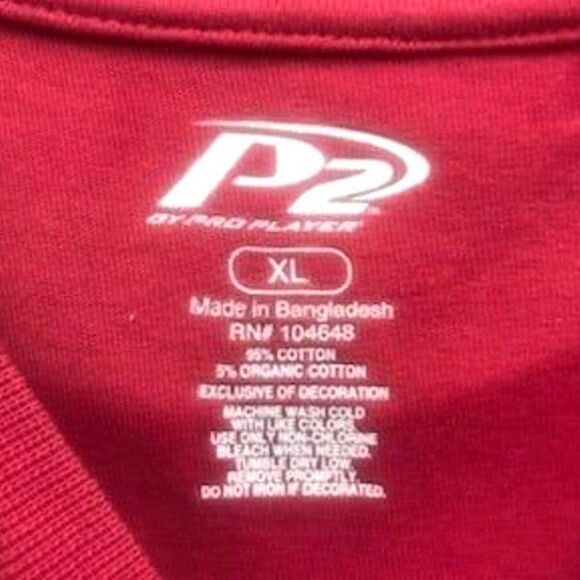 P2
BY PRO PLAYER
XL
Made in Bangladesh
RN# 104648
95% COTTON
5% ORGANIC COTTON
EXCLUSIVE OF DECORATION
MACHINE WASH COLD
WITH LIKE COLORS.
USE ONLY NON-CHLORINE
BLEACH WHEN NEEDED.
TUMBLE DRY LOW.
REMOVE PROMPTLY.
DO NOT IRON IF DECORATED.